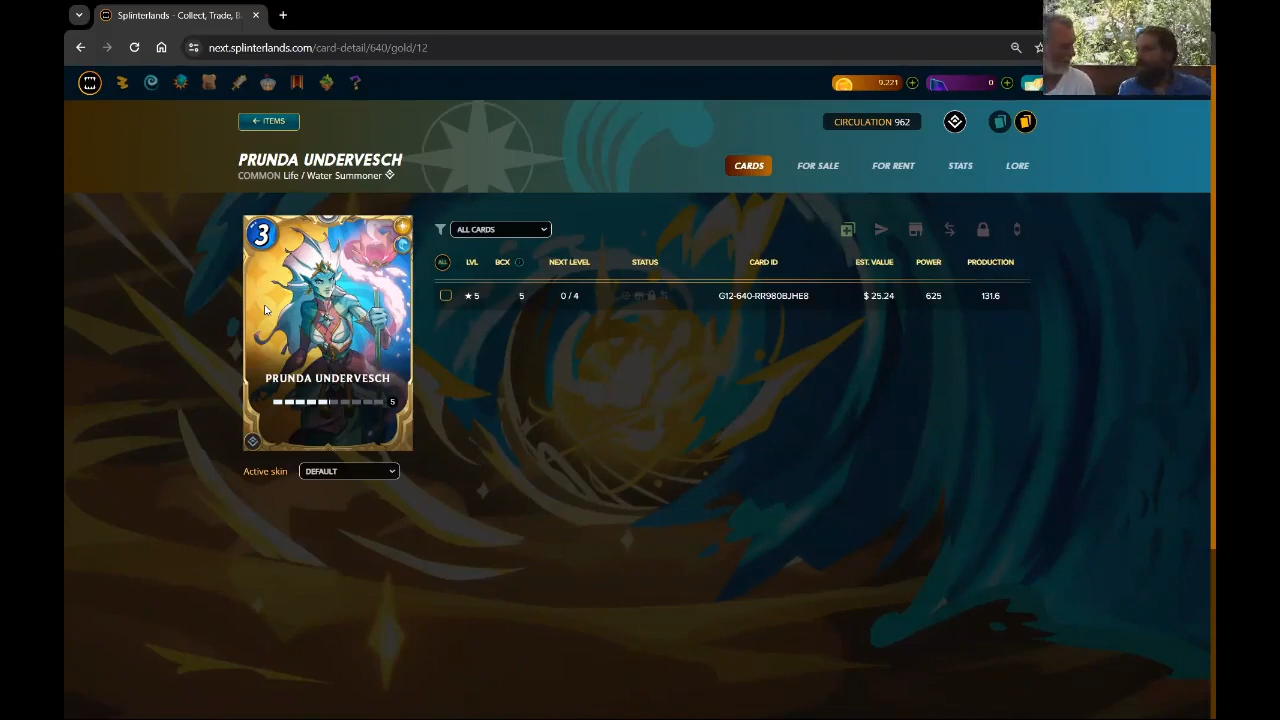 Splinterlands - Collect, Trade, B
next.splinterlands.com/card-detail/640/gold/12
9.221
0
← ITEMS
CIRCULATION 962
PRUNDA UNDERVESCH
COMMON Life / Water Summoner
CARDS
FOR SALE
FOR RENT
STATS
LORE
3
PRUNDA UNDERVESCH
5
Active skin
DEFAULT
ALL CARDS
ALL LVL BCX NEXT LEVEL STATUS CARD ID EST. VALUE POWER PRODUCTION
★ 5 5 0 / 4 G12-640-RR980BJHE8 $ 25.24 625 131.6